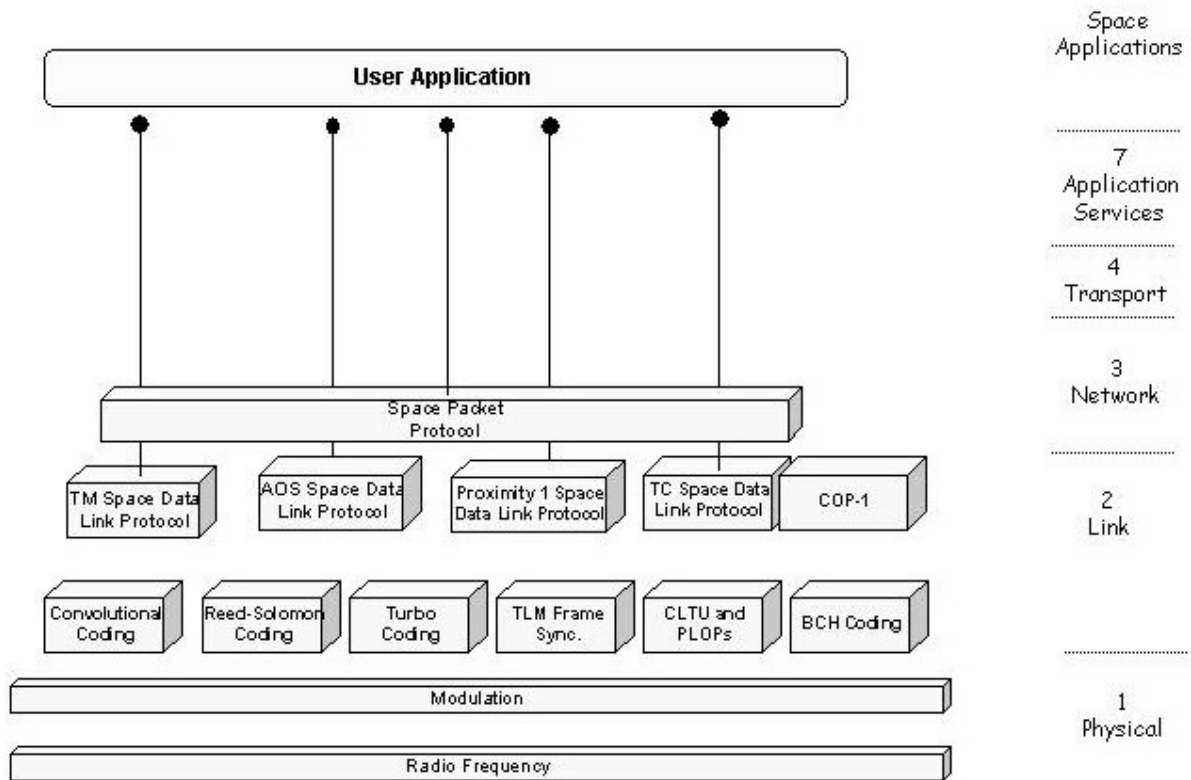 Space
Applications
User Application
7
Application
Services
4
Transport
3
Network
Space Packet
Protocol
TM Space Data
Link Protocol
AOS Space Data
Link Protocol
Proximity 1 Space
Data Link Protocol
TC Space Data
Link Protocol
COP-1
2
Link
Convolutional
Coding
Reed-Solomon
Coding
Turbo
Coding
TLM Frame
Sync.
CLTU and
PLOPs
BCH Coding
Modulation
1
Physical
Radio Frequency